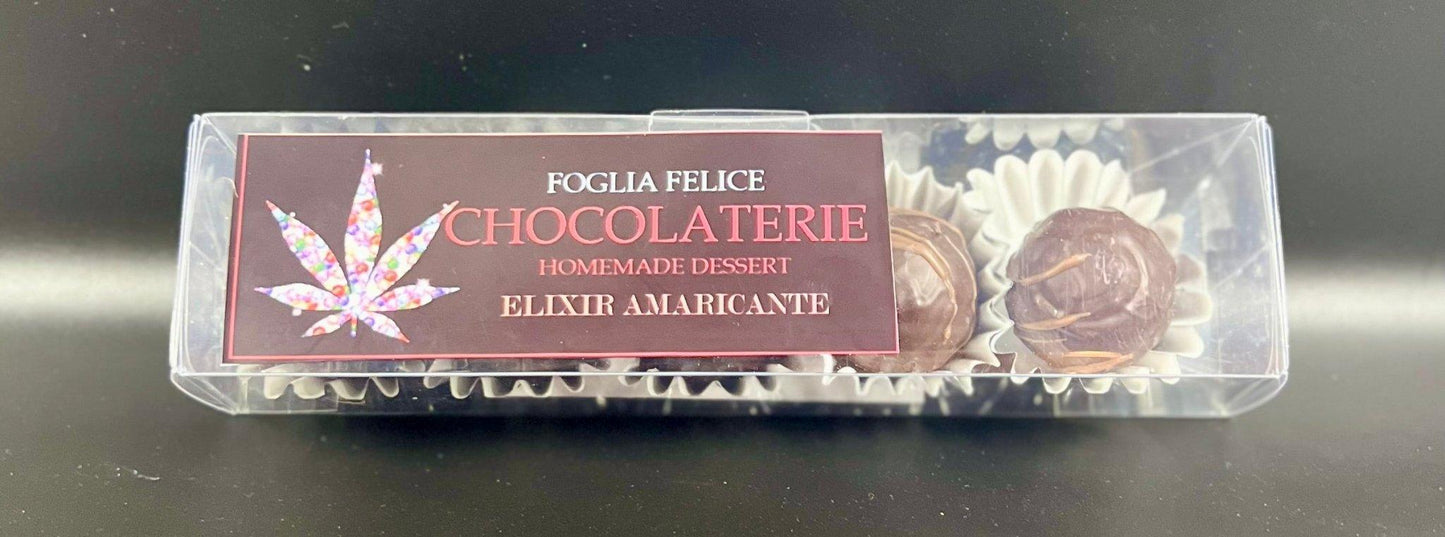 FOGLIA FELICE
CHOCOLATERIE
HOMEMADE DESSERT
ELIXIR AMARICANTE